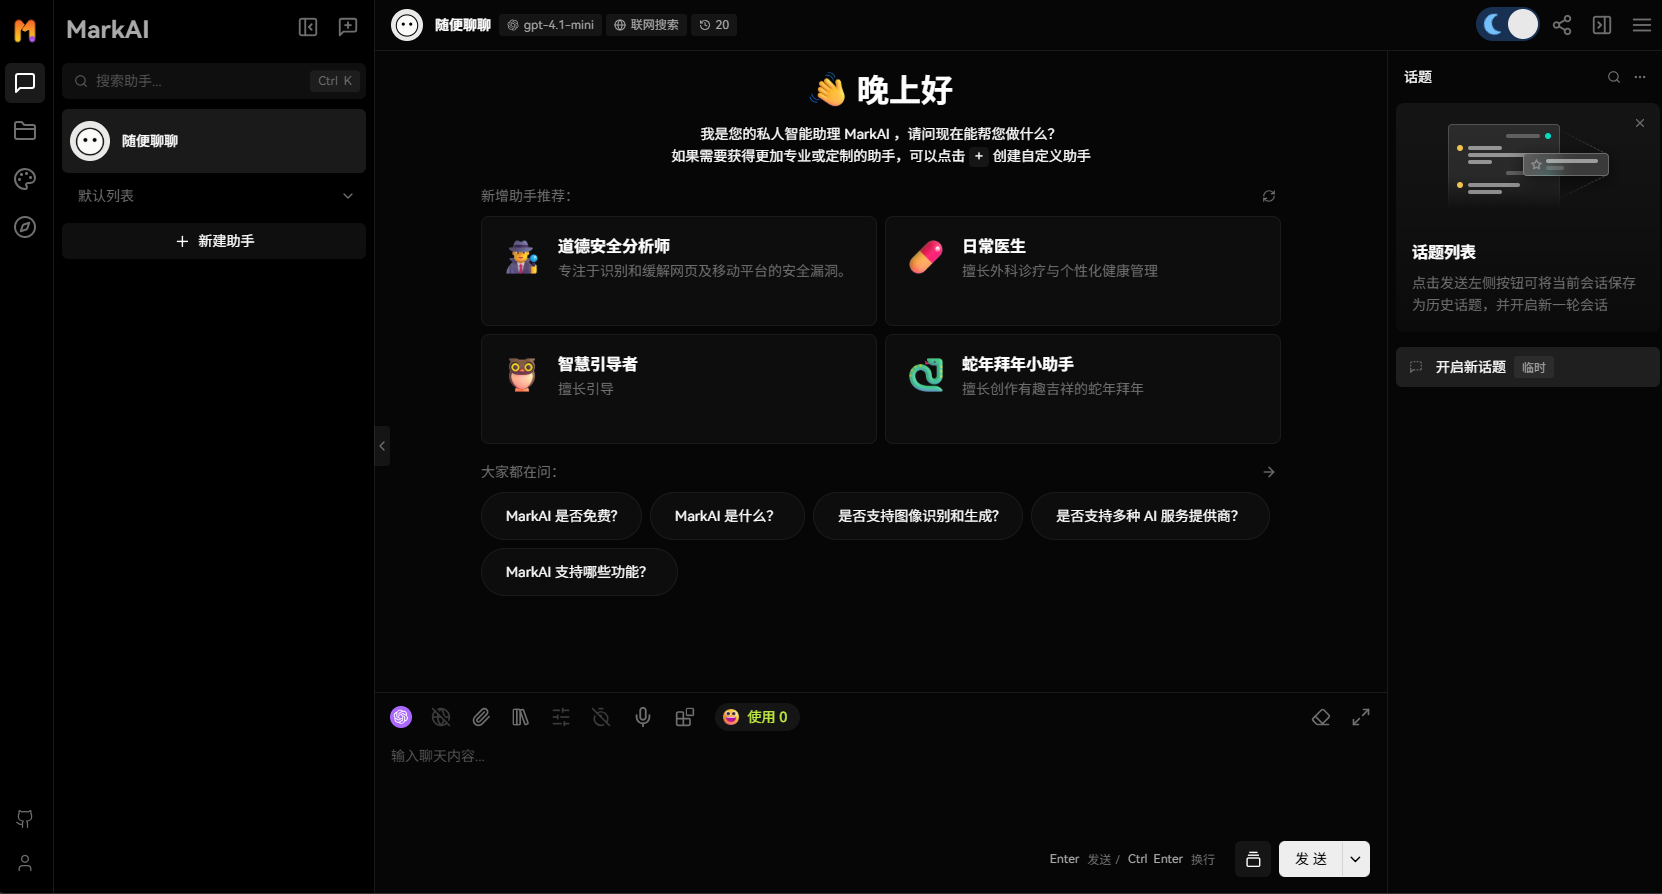 MarkAI
搜索助手...
Ctrl K
随便聊聊
默认列表
新建助手
随便聊聊
gpt-4.1-mini
联网搜索
20
👋 晚上好
我是您的私人智能助理 MarkAI ，请问现在能帮您做什么？
如果需要获得更加专业或定制的助手，可以点击 + 创建自定义助手
新增助手推荐：
道德安全分析师
专注于识别和缓解网页及移动平台的安全漏洞。
日常医生
擅长外科诊疗与个性化健康管理
智慧引导者
擅长引导
蛇年拜年小助手
擅长创作有趣吉祥的蛇年拜年
大家都在问：
MarkAI 是否免费？
MarkAI 是什么？
是否支持图像识别和生成？
是否支持多种 AI 服务提供商？
MarkAI 支持哪些功能？
使用 0
输入聊天内容...
Enter 发送 / Ctrl Enter 换行
发 送
话题
话题列表
点击发送左侧按钮可将当前会话保存
为历史话题，并开启新一轮会话
开启新话题
临时